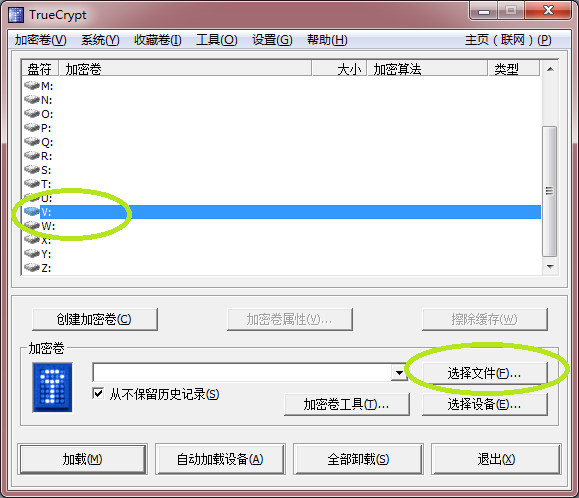 TrueCrypt
加密卷(V) 系统(Y) 收藏卷(I) 工具(O) 设置(G) 帮助(H) 主页（联网）(P)
盘符 加密卷 大小 加密算法 类型
M:
N:
O:
P:
Q:
R:
S:
T:
U:
V:
W:
X:
Y:
Z:
创建加密卷(C) 加密卷属性(V)... 擦除缓存(W)
加密卷
选择文件(F)...
从不保留历史记录(S)
加密卷工具(T)... 选择设备(E)...
加载(M) 自动加载设备(A) 全部卸载(S) 退出(X)